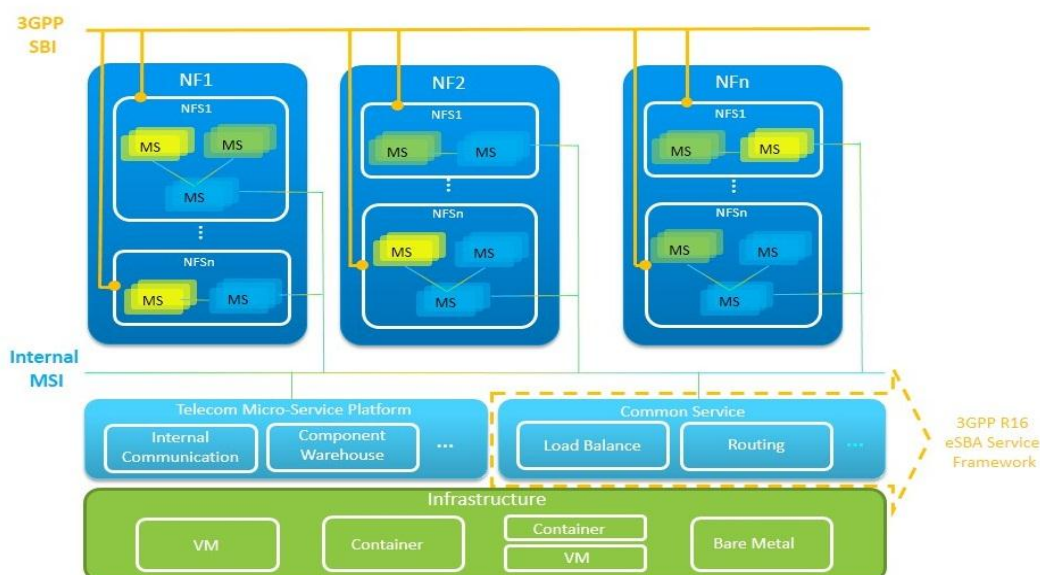 3GPP
SBI
NF1
NFS1
MS
MS
MS
...
NFSn
MS
MS
NF2
NFS1
MS
MS
...
NFSn
MS
MS
MS
NFn
NFS1
MS
MS
...
NFSn
MS
MS
MS
Internal
MSI
Telecom Micro-Service Platform
Internal
Communication
Component
Warehouse
...
Common Service
Load Balance
Routing
...
3GPP R16
eSBA Service
Framework
Infrastructure
VM
Container
Container
VM
Bare Metal